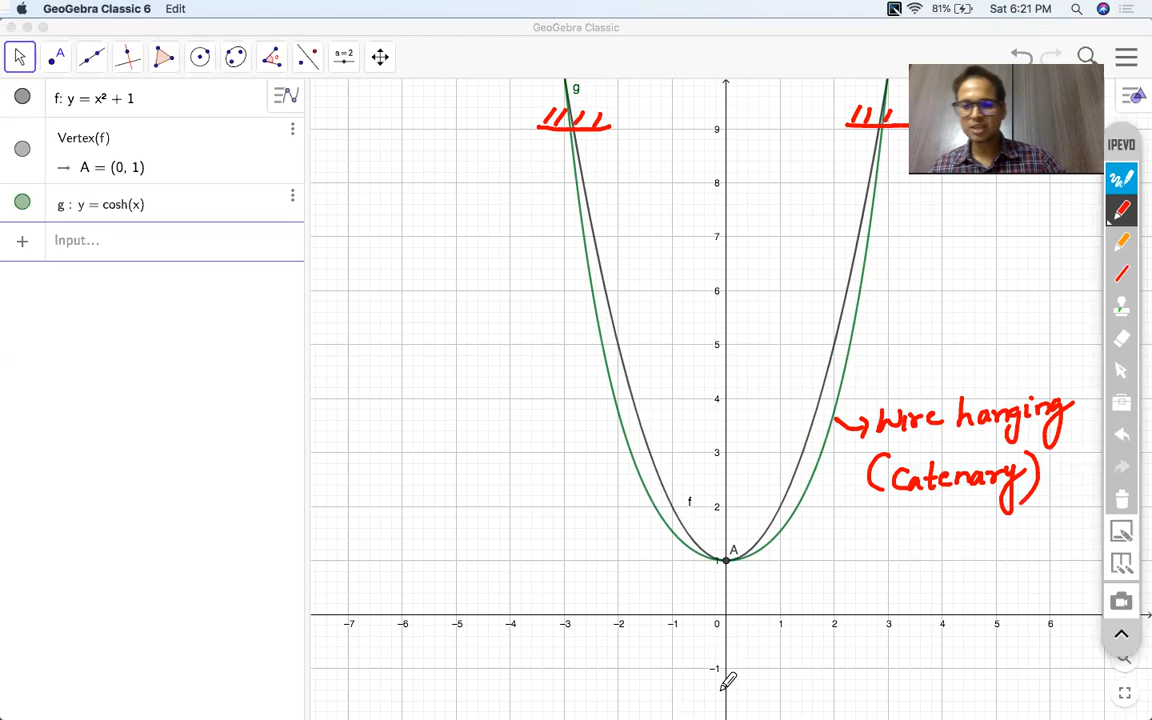 GeoGebra Classic 6 Edit 81% Sat 6:21 PM
GeoGebra Classic
A a=2
f: y = x² + 1
Vertex(f)
→ A = (0, 1)
g : y = cosh(x)
+ Input...
g
9
8
7
6
5
4
3
2
1
f
A
−7 −6 −5 −4 −3 −2 −1 0 1 2 3 4 5 6
−1
Wire hanging
(Catenary)
IPEVO